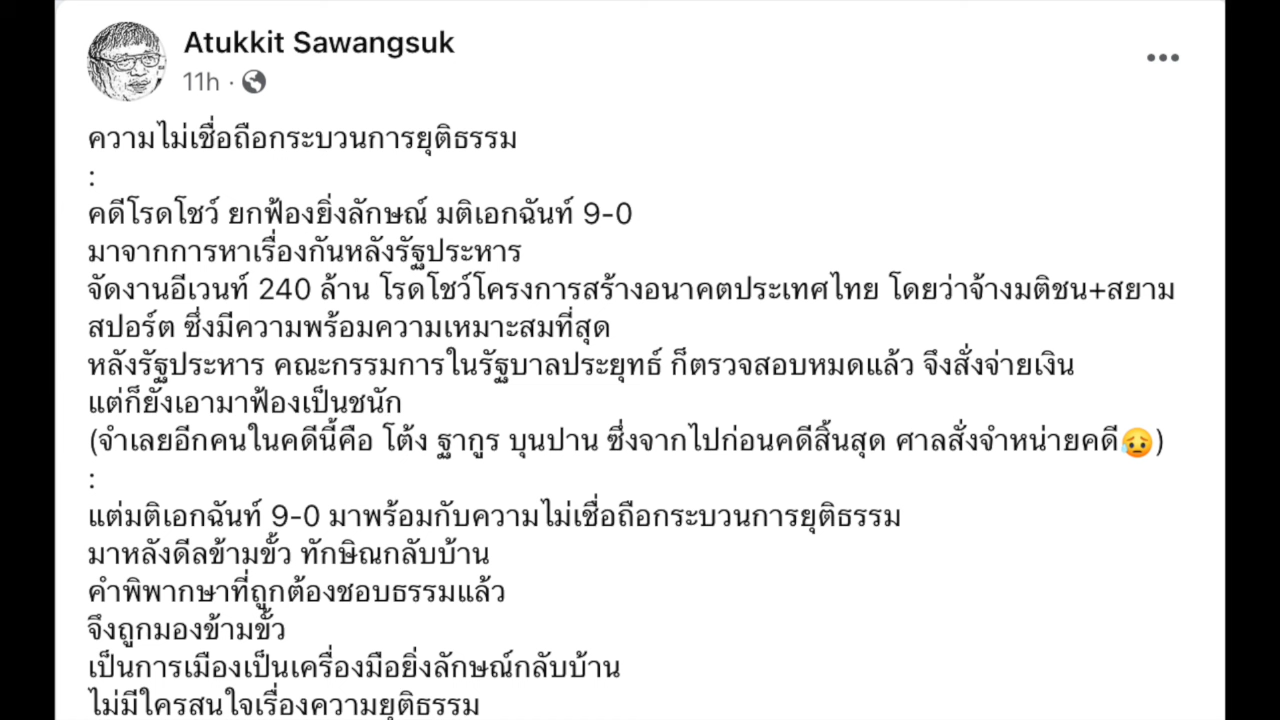 Atukkit Sawangsuk
11h ·
ความไม่เชื่อถือกระบวนการยุติธรรม
:
คดีโรดโชว์ ยกฟ้องยิ่งลักษณ์ มติเอกฉันท์ 9-0
มาจากการหาเรื่องกันหลังรัฐประหาร
จัดงานอีเวนท์ 240 ล้าน โรดโชว์โครงการสร้างอนาคตประเทศไทย โดยว่าจ้างมติชน+สยาม
สปอร์ต ซึ่งมีความพร้อมความเหมาะสมที่สุด
หลังรัฐประหาร คณะกรรมการในรัฐบาลประยุทธ์ ก็ตรวจสอบหมดแล้ว จึงสั่งจ่ายเงิน
แต่ก็ยังเอามาฟ้องเป็นชนัก
(จำเลยอีกคนในคดีนี้คือ โต้ง ฐากูร บุนปาน ซึ่งจากไปก่อนคดีสิ้นสุด ศาลสั่งจำหน่ายคดี😥)
:
แต่มติเอกฉันท์ 9-0 มาพร้อมกับความไม่เชื่อถือกระบวนการยุติธรรม
มาหลังดีลข้ามขั้ว ทักษิณกลับบ้าน
คำพิพากษาที่ถูกต้องชอบธรรมแล้ว
จึงถูกมองข้ามขั้ว
เป็นการเมืองเป็นเครื่องมือยิ่งลักษณ์กลับบ้าน
ไม่มีใครสนใจเรื่องความยุติธรรม